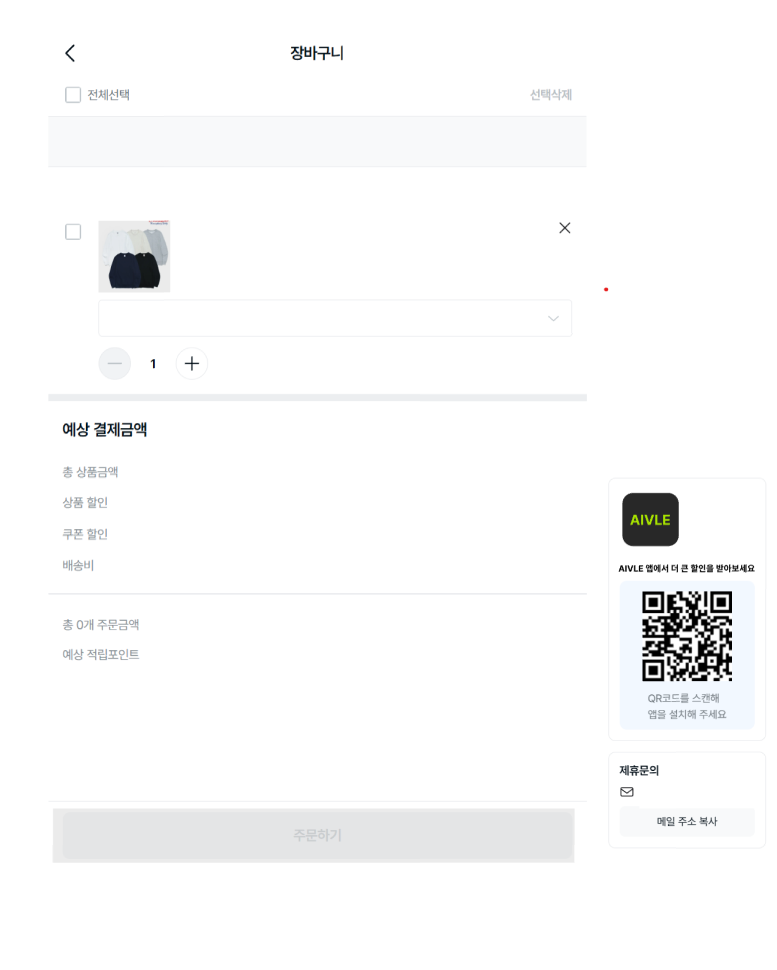 장바구니
전체선택
선택삭제
1
예상 결제금액
총 상품금액
상품 할인
쿠폰 할인
배송비
총 0개 주문금액
예상 적립포인트
주문하기
AIVLE
AIVLE 앱에서 더 큰 할인을 받아보세요
QR코드를 스캔해
앱을 설치해 주세요
제휴문의
메일 주소 복사